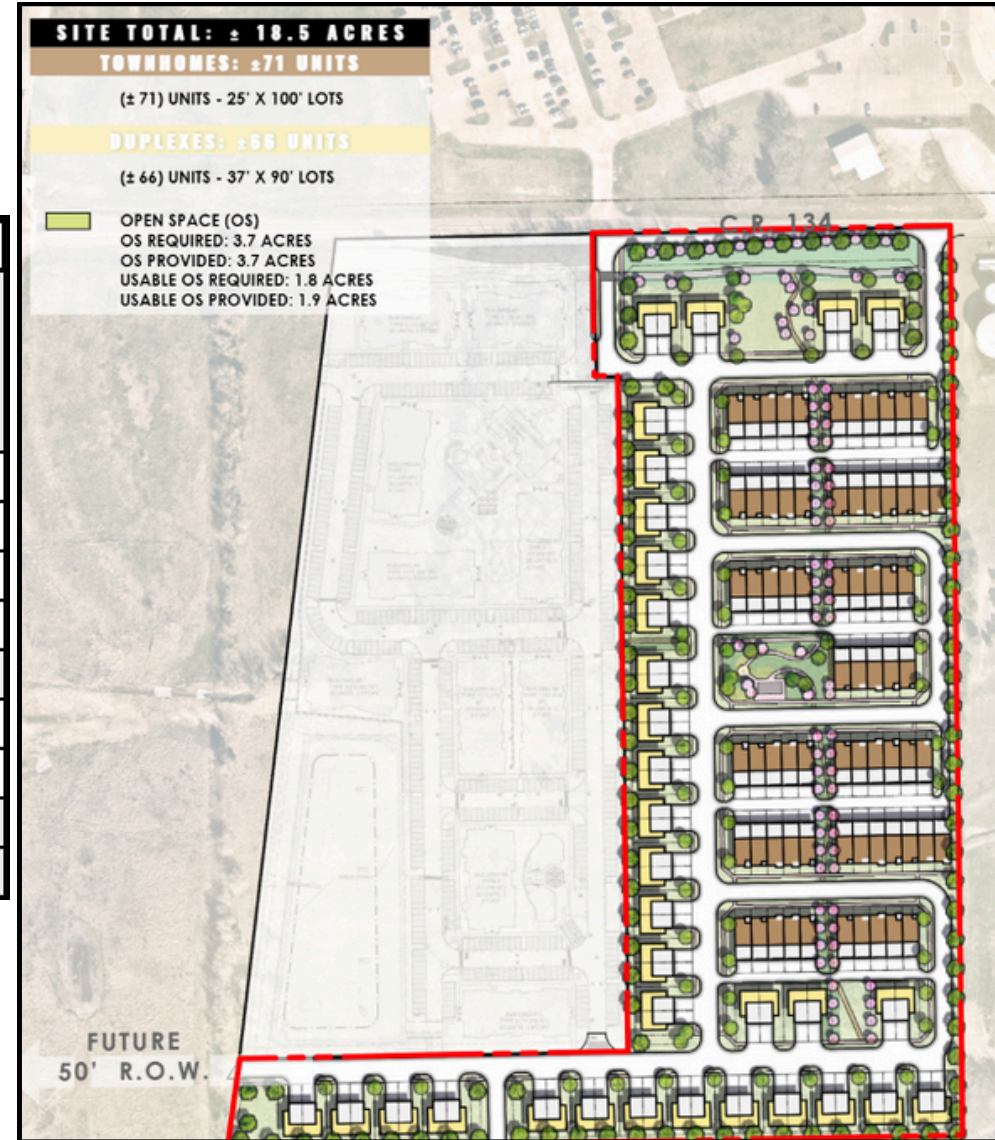 SITE TOTAL: ± 18.5 ACRES
TOWNHOMES: ±71 UNITS
(± 71) UNITS - 25' X 100' LOTS
DUPLEXES: ±66 UNITS
(± 66) UNITS - 37' X 90' LOTS
OPEN SPACE (OS)
OS REQUIRED: 3.7 ACRES
OS PROVIDED: 3.7 ACRES
USABLE OS REQUIRED: 1.8 ACRES
USABLE OS PROVIDED: 1.9 ACRES
C.R. 134
FUTURE
50' R.O.W.